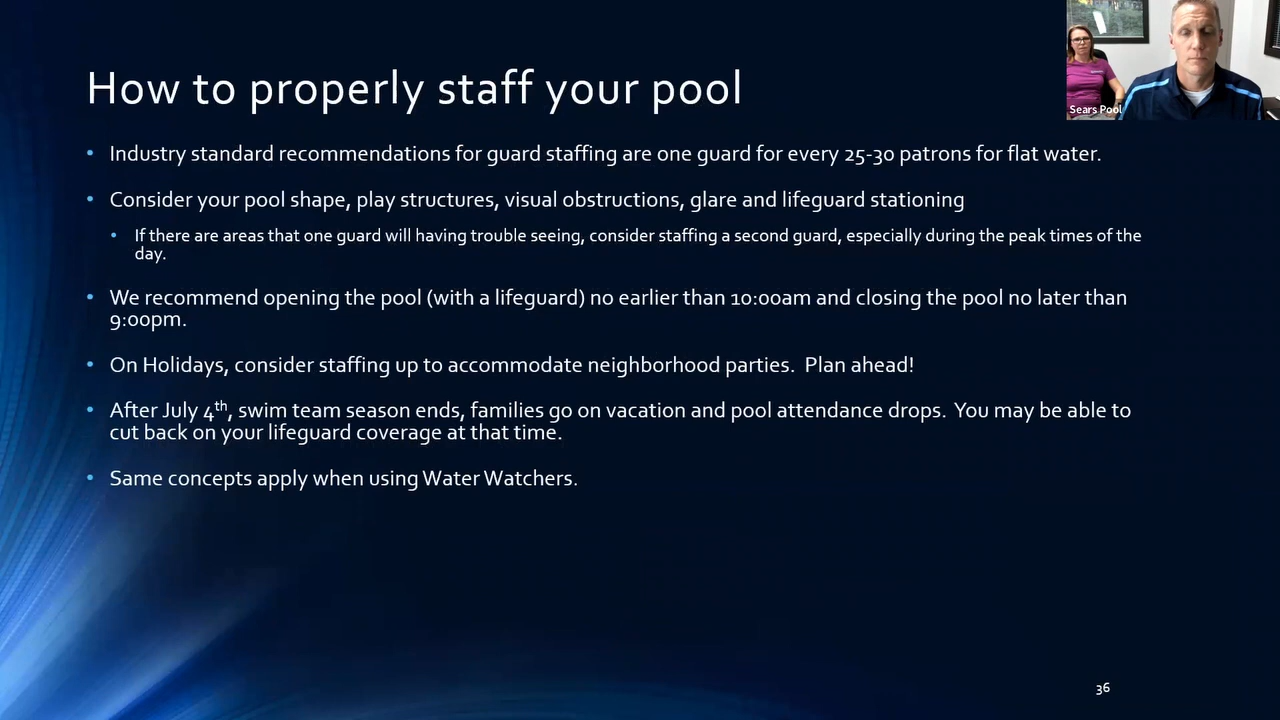 Sears Pool
How to properly staff your pool
• Industry standard recommendations for guard staffing are one guard for every 25-30 patrons for flat water.
• Consider your pool shape, play structures, visual obstructions, glare and lifeguard stationing
• If there are areas that one guard will having trouble seeing, consider staffing a second guard, especially during the peak times of the
day.
• We recommend opening the pool (with a lifeguard) no earlier than 10:00am and closing the pool no later than
9:00pm.
• On Holidays, consider staffing up to accommodate neighborhood parties.  Plan ahead!
• After July 4th, swim team season ends, families go on vacation and pool attendance drops.  You may be able to
cut back on your lifeguard coverage at that time.
• Same concepts apply when using Water Watchers.
36